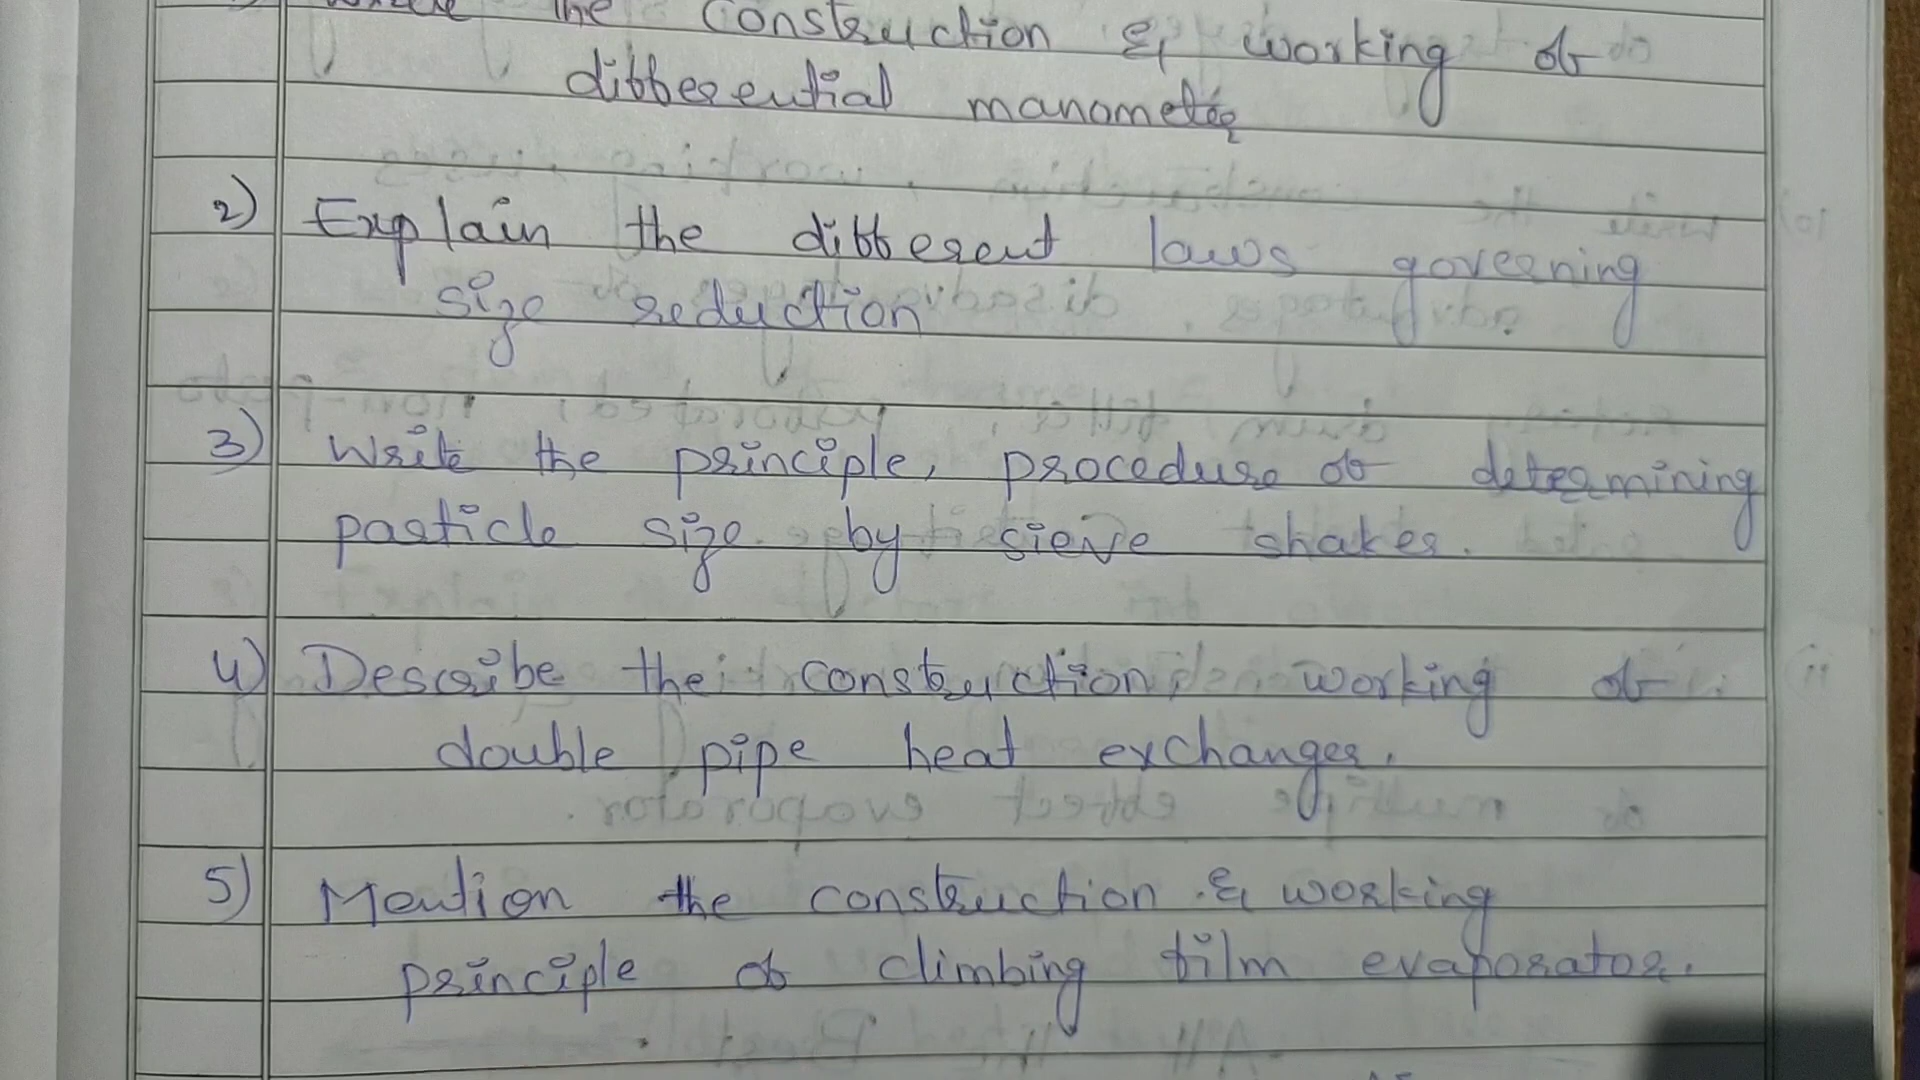 the construction & working of
differential manometer
2) Explain the different laws governing
size reduction
3) Write the principle, procedure of determining
particle size by sieve shaker.
4) Describe the construction, working of
double pipe heat exchanger.
5) Mention the construction & working
principle of climbing film evaporator.